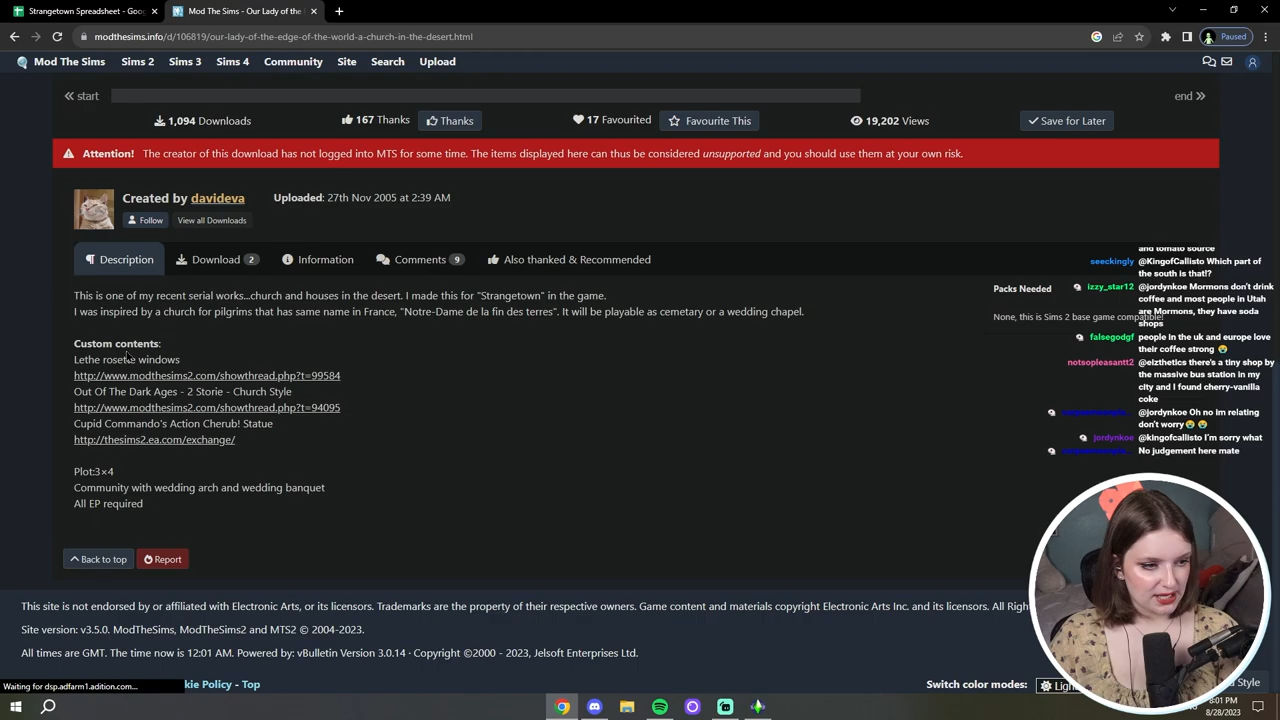 Strangetown Spreadsheet - Goo
Mod The Sims - Our Lady of the E
modthesims.info/d/106819/our-lady-of-the-edge-of-the-world-a-church-in-the-desert.html
Paused
Mod The Sims Sims 2 Sims 3 Sims 4 Community Site Search Upload
start end
1,094 Downloads 167 Thanks Thanks 17 Favourited Favourite This 19,202 Views Save for Later
Attention! The creator of this download has not logged into MTS for some time. The items displayed here can thus be considered unsupported and you should use them at your own risk.
Created by davideva Uploaded: 27th Nov 2005 at 2:39 AM
Follow View all Downloads
Description Download 2 Information Comments 9 Also thanked & Recommended
This is one of my recent serial works...church and houses in the desert. I made this for "Strangetown" in the game.
I was inspired by a church for pilgrims that has same name in France, "Notre-Dame de la fin des terres". It will be playable as cemetary or a wedding chapel.
Custom contents:
Lethe rosette windows
http://www.modthesims2.com/showthread.php?t=99584
Out Of The Dark Ages - 2 Storie - Church Style
http://www.modthesims2.com/showthread.php?t=94095
Cupid Commando's Action Cherub! Statue
http://thesims2.ea.com/exchange/
Plot:3×4
Community with wedding arch and wedding banquet
All EP required
Packs Needed
None, this is Sims 2 base game compatible!
and tomato source
seeckingly @KingofCallisto Which part
of the south is that!?
izzy_star12 @jordynkoe Mormons don't drink
coffee and most people in Utah
are Mormons, they have soda
shops
falsegodgf people in the uk and europe love
their coffee strong 😭
notsopleasantt2 @elzthetics there's a tiny shop by
the massive bus station in my
city and I found cherry-vanilla
coke
@jordynkoe Oh no im relating
don't worry😭😭
jordynkoe @kingofcallisto I'm sorry what
No judgement here mate
Back to top Report
This site is not endorsed by or affiliated with Electronic Arts, or its licensors. Trademarks are the property of their respective owners. Game content and materials copyright Electronic Arts Inc. and its licensors. All Righ
Site version: v3.5.0. ModTheSims, ModTheSims2 and MTS2 © 2004-2023.
All times are GMT. The time now is 12:01 AM. Powered by: vBulletin Version 3.0.14 · Copyright ©2000 - 2023, Jelsoft Enterprises Ltd.
Waiting for dsp.adfarm1.adition.com...
kie Policy - Top
Switch color modes: Ligh
Style
8:01 PM
8/28/2023